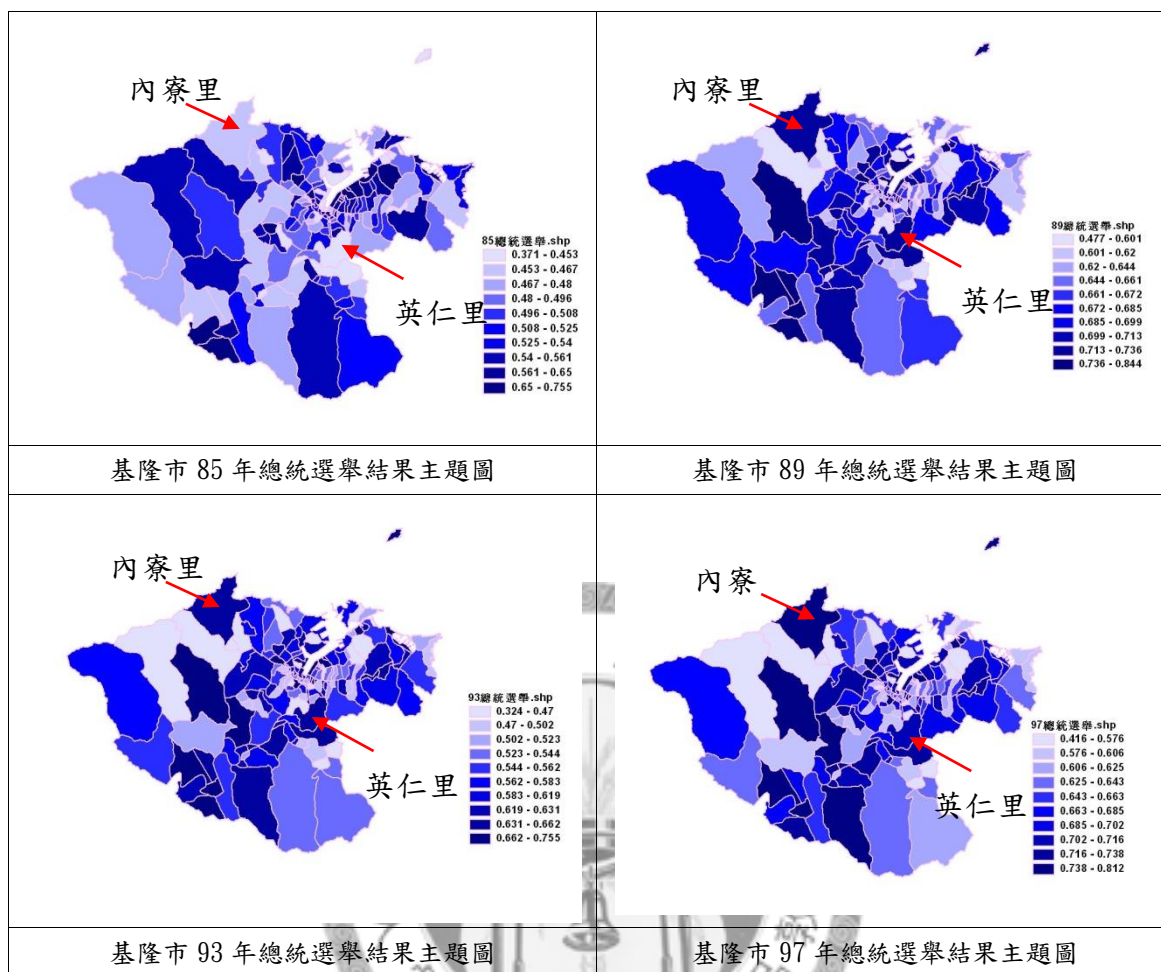 內寮里
英仁里
85總統選舉.shp
0.371 - 0.453
0.453 - 0.467
0.467 - 0.48
0.48 - 0.496
0.496 - 0.508
0.508 - 0.525
0.525 - 0.54
0.54 - 0.561
0.561 - 0.65
0.65 - 0.755
基隆市 85 年總統選舉結果主題圖
內寮里
英仁里
89總統選舉.shp
0.477 - 0.601
0.601 - 0.62
0.62 - 0.644
0.644 - 0.661
0.661 - 0.672
0.672 - 0.685
0.685 - 0.699
0.699 - 0.713
0.713 - 0.736
0.736 - 0.844
基隆市 89 年總統選舉結果主題圖
內寮里
英仁里
93總統選舉.shp
0.324 - 0.47
0.47 - 0.502
0.502 - 0.523
0.523 - 0.544
0.544 - 0.562
0.562 - 0.583
0.583 - 0.619
0.619 - 0.631
0.631 - 0.662
0.662 - 0.755
基隆市 93 年總統選舉結果主題圖
內寮
英仁里
97總統選舉.shp
0.416 - 0.576
0.576 - 0.606
0.606 - 0.625
0.625 - 0.643
0.643 - 0.663
0.663 - 0.685
0.685 - 0.702
0.702 - 0.716
0.716 - 0.738
0.738 - 0.812
基隆市 97 年總統選舉結果主題圖